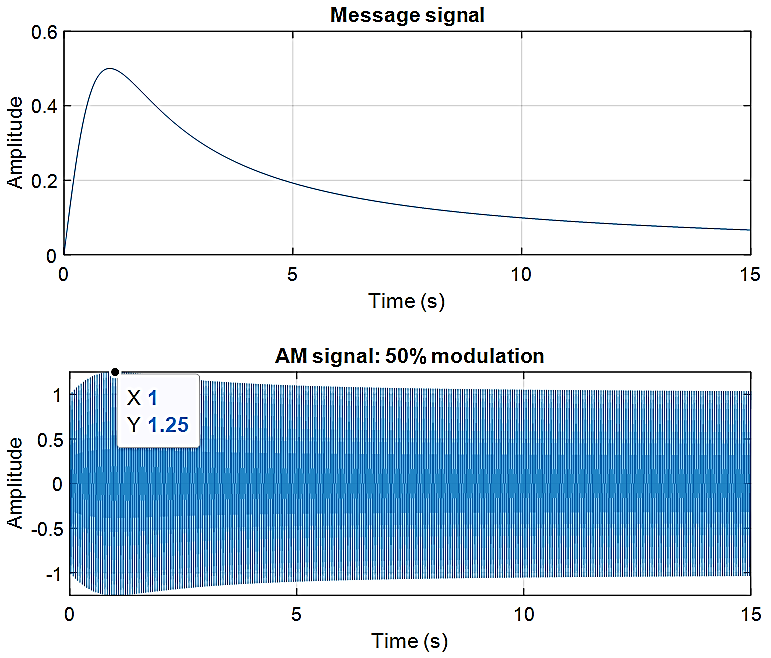 Message signal
0.6
0.4
0.2
0
Amplitude
0
5
10
15
Time (s)
AM signal: 50% modulation
1
0.5
0
-0.5
-1
Amplitude
X 1
Y 1.25
0
5
10
15
Time (s)